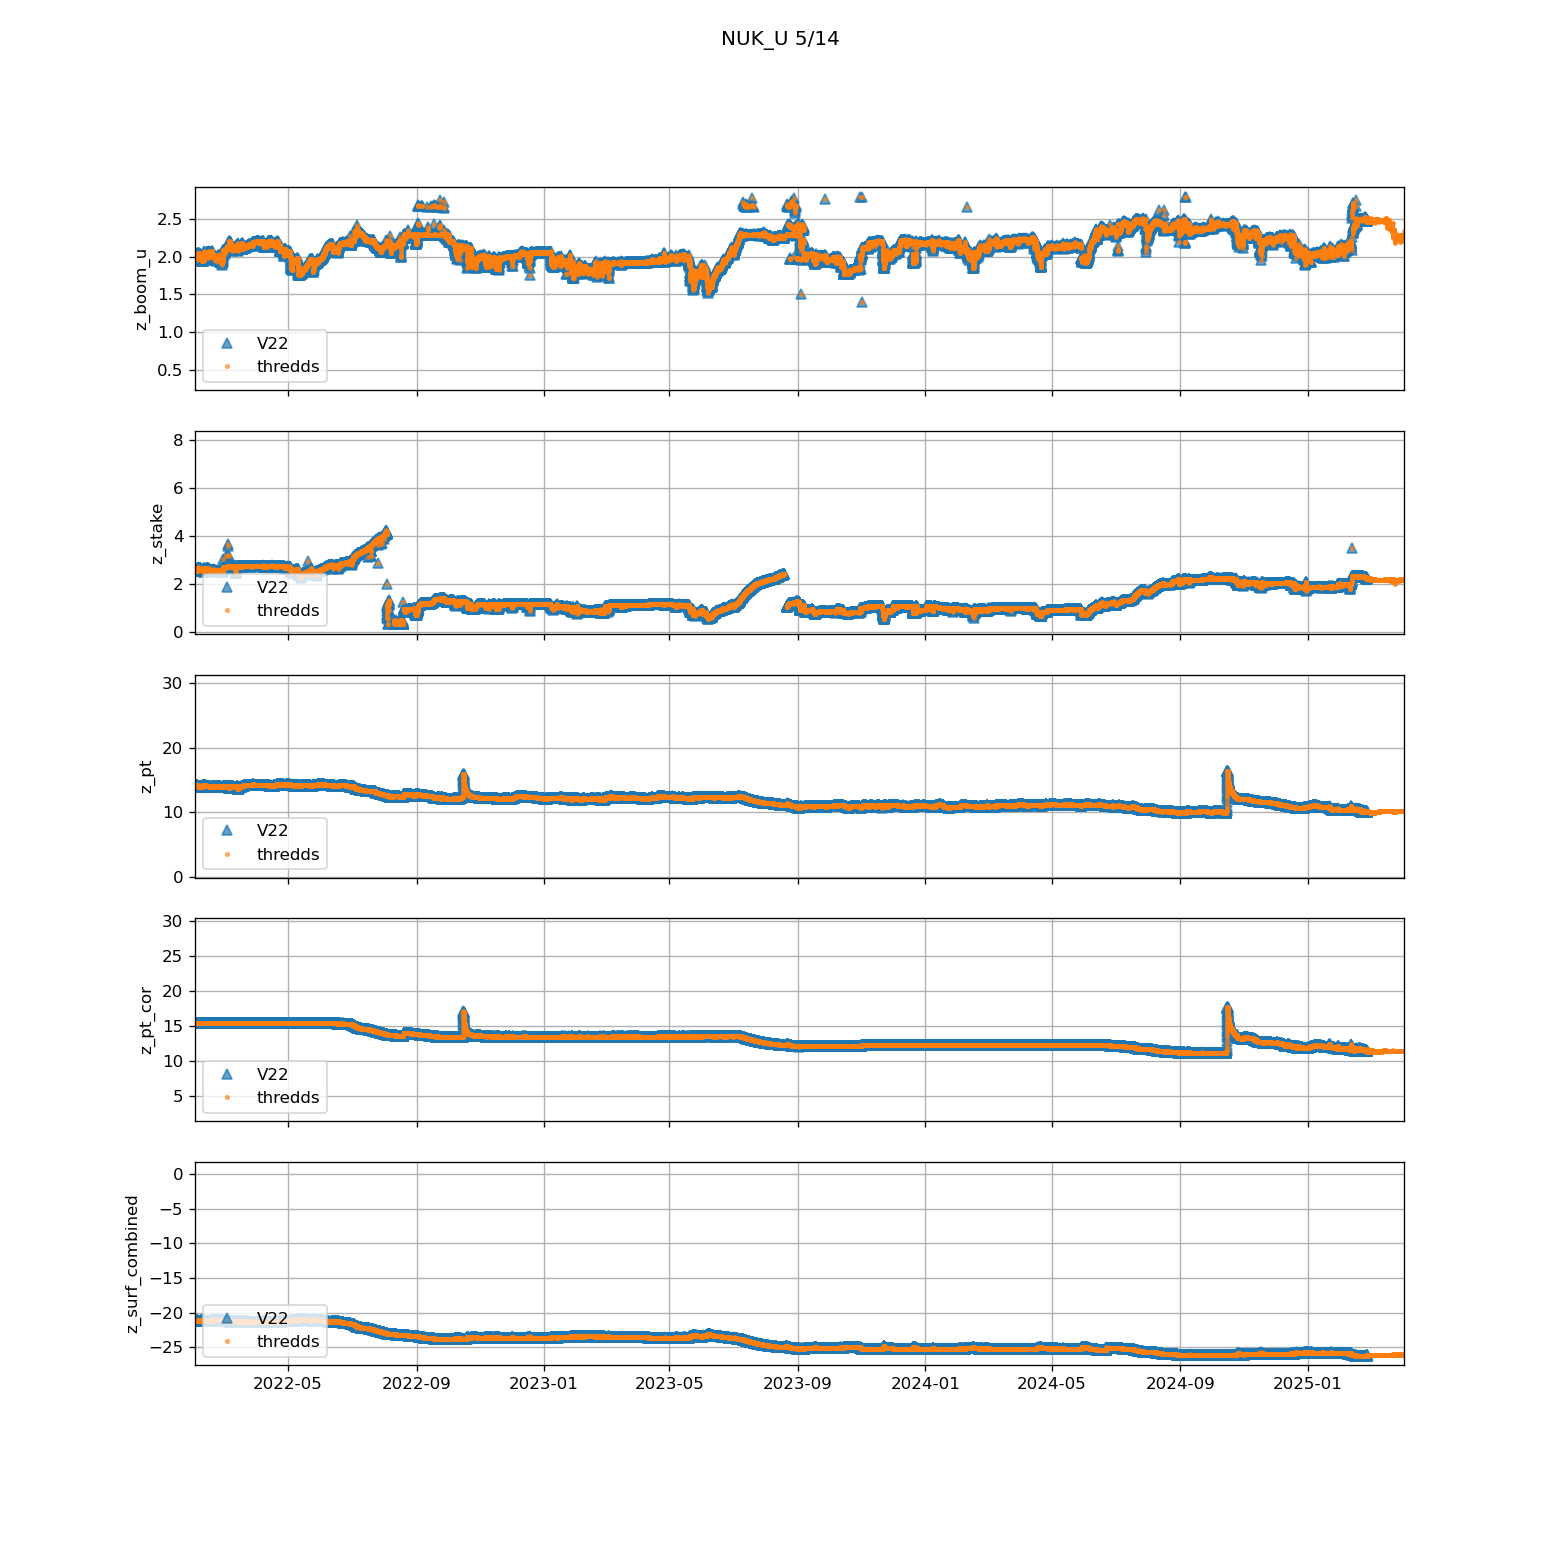 NUK_U 5/14
z_boom_u
2.5
2.0
1.5
1.0
0.5
V22
thredds
z_stake
8
6
4
2
0
V22
thredds
z_pt
30
20
10
0
V22
thredds
z_pt_cor
30
25
20
15
10
5
V22
thredds
z_surf_combined
0
−5
−10
−15
−20
−25
V22
thredds
2022-05 2022-09 2023-01 2023-05 2023-09 2024-01 2024-05 2024-09 2025-01